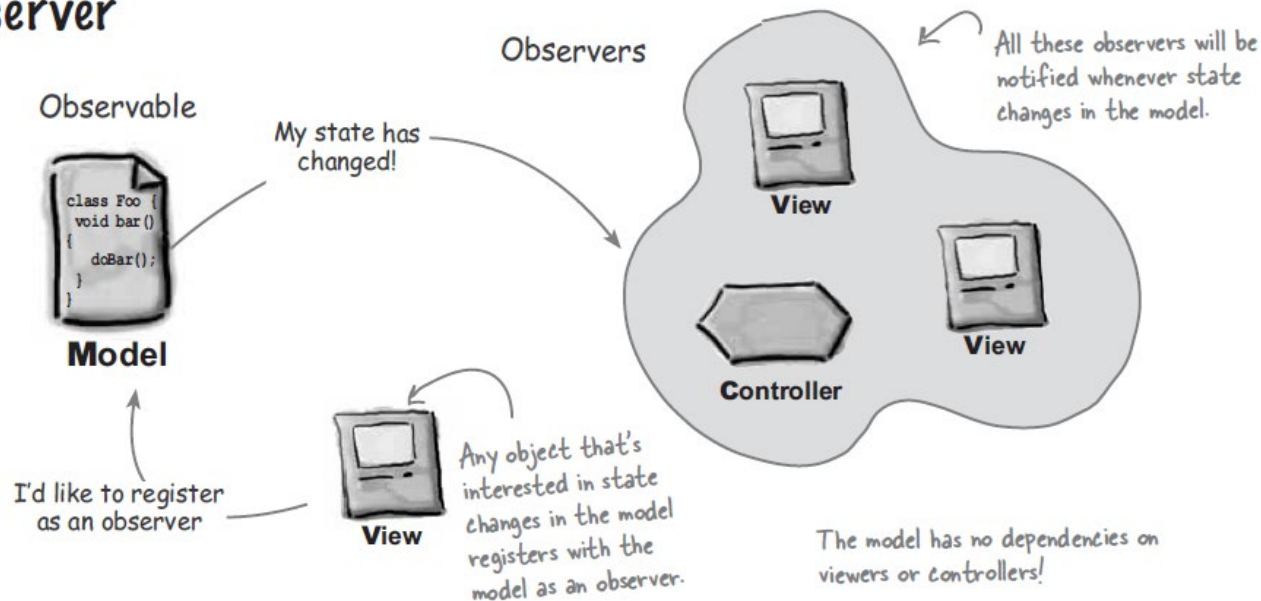 server
Observers
All these observers will be
notified whenever state
changes in the model.
Observable
My state has
changed!
class Foo {
void bar()
{
doBar();
}
}
View
View
Model
Controller
I'd like to register
as an observer
View
Any object that's
interested in state
changes in the model
registers with the
model as an observer.
The model has no dependencies on
viewers or controllers!